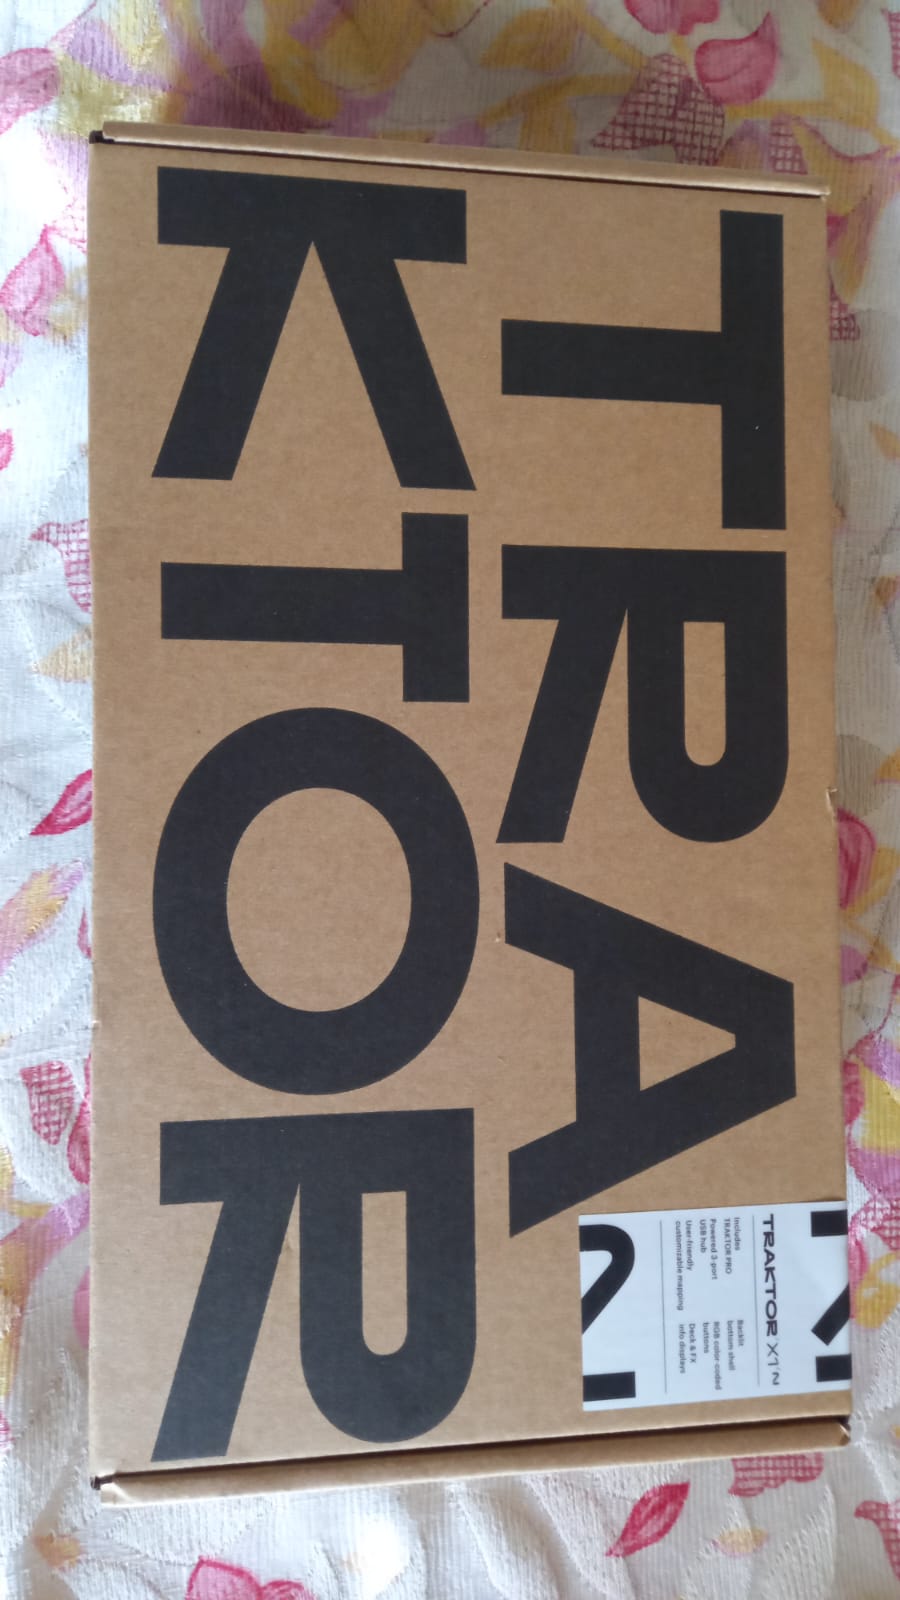 TRA
KTOR
TRAKTOR X1
Includes
TRAKTOR PRO
Powered 3-port
USB hub
User-friendly
customizable mapping
Backlit
bottom shell
RGB color-coded
buttons
Deck & FX
info displays